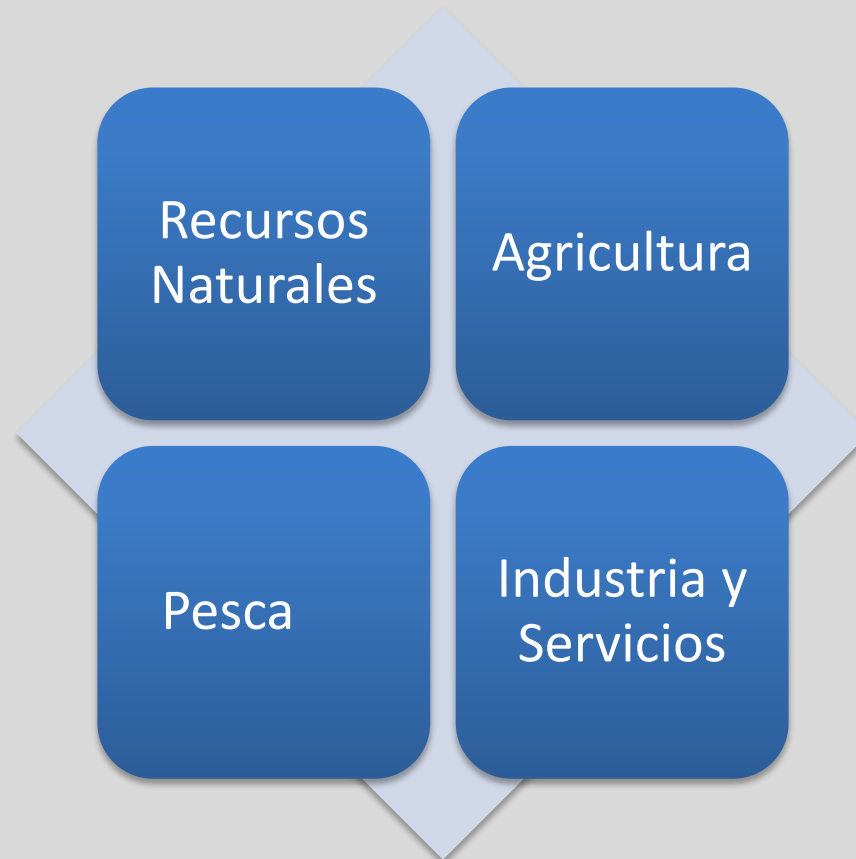 Recursos
Naturales
Agricultura
Pesca
Industria y
Servicios